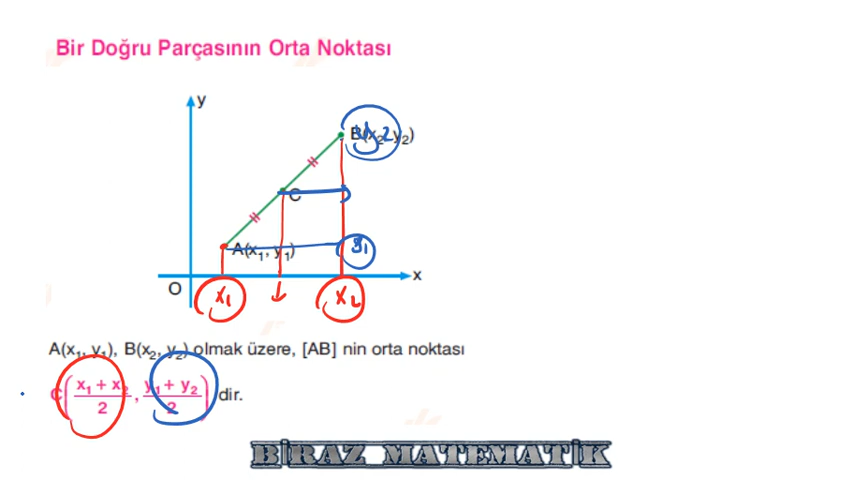 Bir Doğru Parçasının Orta Noktası
y
B(x₂, y₂)
y2
C
A(x₁, y₁)
y₁
x
O
x₁
x₂
A(x₁, y₁), B(x₂, y₂) olmak üzere, [AB] nin orta noktası
C((x₁ + x₂)/2, (y₁ + y₂)/2) dir.
BİRAZ MATEMATİK